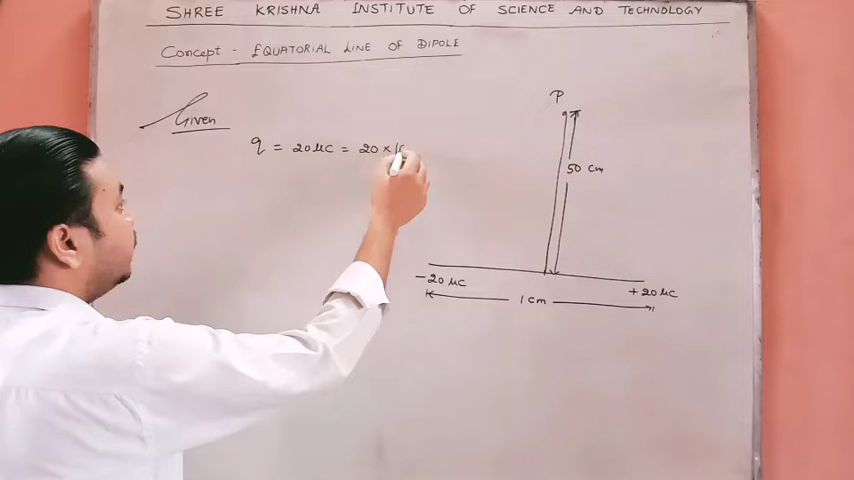 SHREE KRISHNA INSTITUTE OF SCIENCE AND TECHNOLOGY
Concept - EQUATORIAL LINE OF DIPOLE
Given
q = 20 μC = 20 × 10
P
50 cm
-20 μC
+20 μC
1 cm